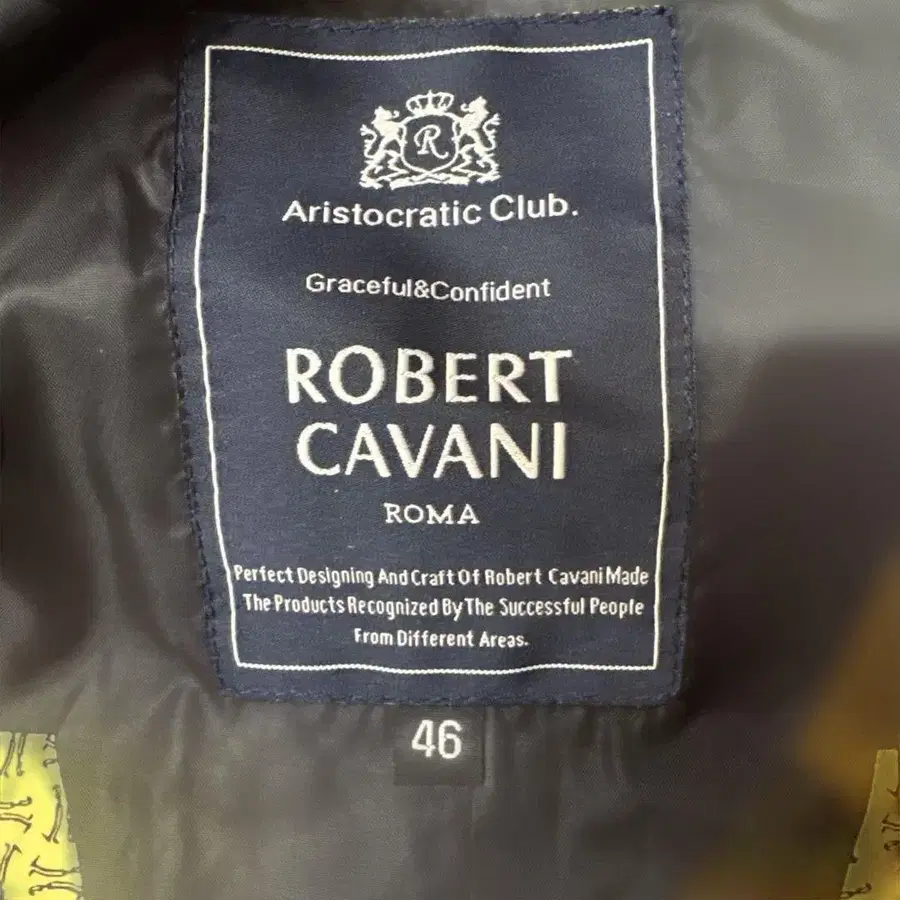 R
Aristocratic Club.
Graceful&Confident
ROBERT
CAVANI
ROMA
Perfect Designing And Craft Of Robert Cavani Made
The Products Recognized By The Successful People
From Different Areas.
46